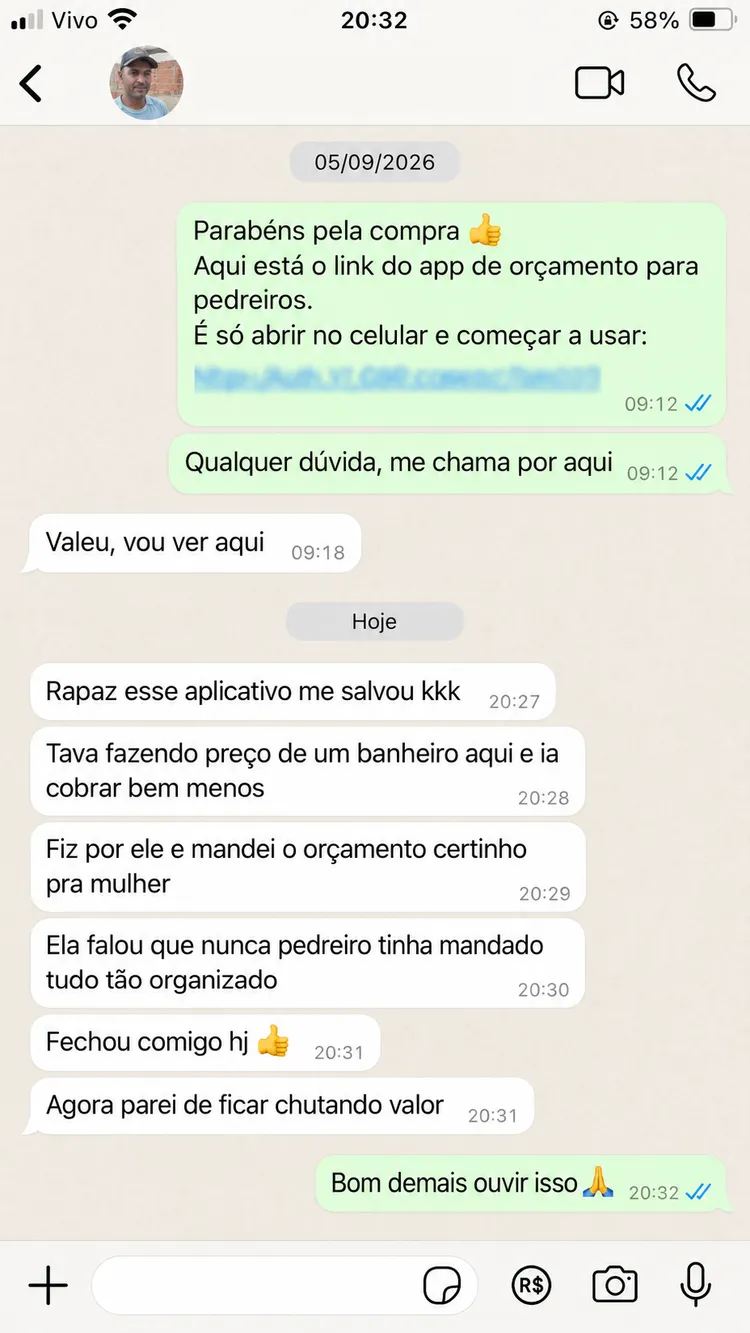 Vivo 20:32 58%
05/09/2026
Parabéns pela compra 👍
Aqui está o link do app de orçamento para
pedreiros.
É só abrir no celular e começar a usar:
09:12
Qualquer dúvida, me chama por aqui 09:12
Valeu, vou ver aqui 09:18
Hoje
Rapaz esse aplicativo me salvou kkk 20:27
Tava fazendo preço de um banheiro aqui e ia
cobrar bem menos 20:28
Fiz por ele e mandei o orçamento certinho
pra mulher 20:29
Ela falou que nunca pedreiro tinha mandado
tudo tão organizado 20:30
Fechou comigo hj 👍 20:31
Agora parei de ficar chutando valor 20:31
Bom demais ouvir isso 🙏 20:32
R$